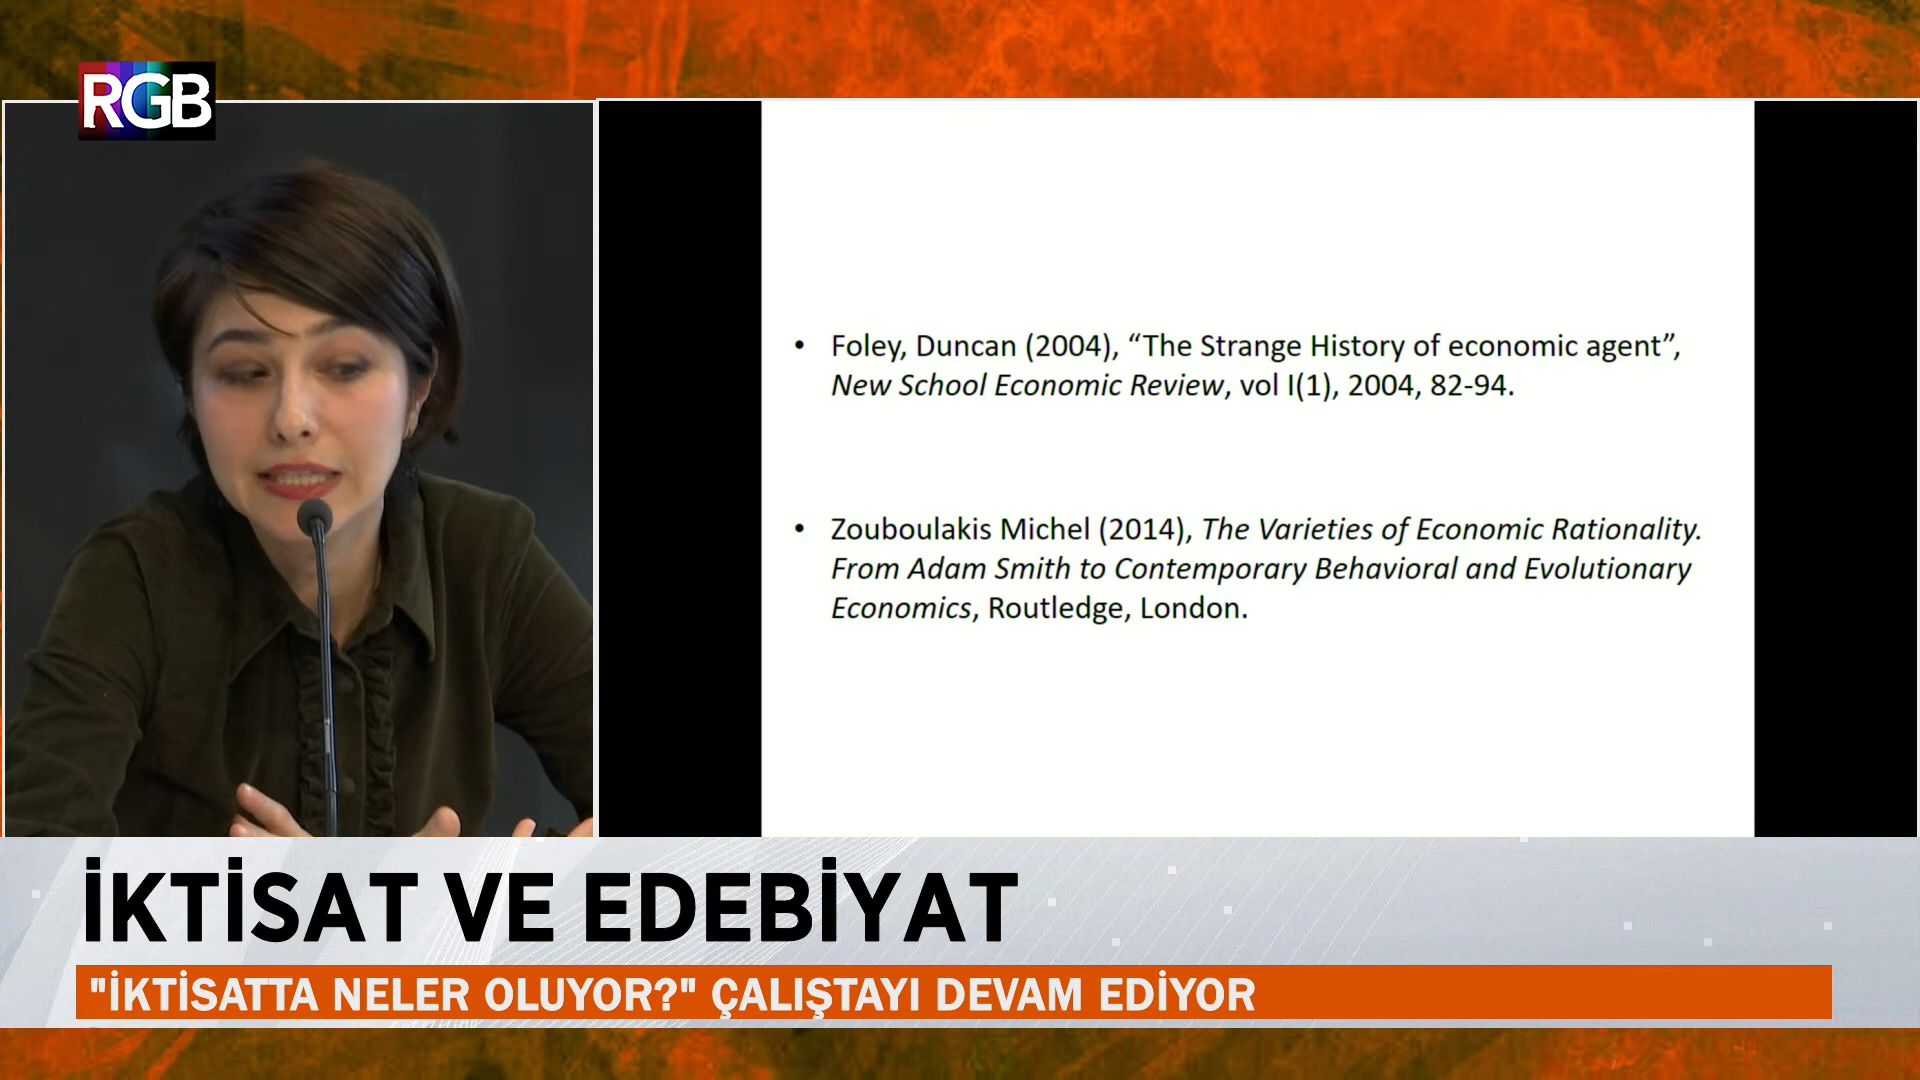 RGB
• Foley, Duncan (2004), “The Strange History of economic agent”,
New School Economic Review, vol I(1), 2004, 82-94.
• Zouboulakis Michel (2014), The Varieties of Economic Rationality.
From Adam Smith to Contemporary Behavioral and Evolutionary
Economics, Routledge, London.
İKTİSAT VE EDEBİYAT
"İKTİSATTA NELER OLUYOR?" ÇALIŞTAYI DEVAM EDİYOR